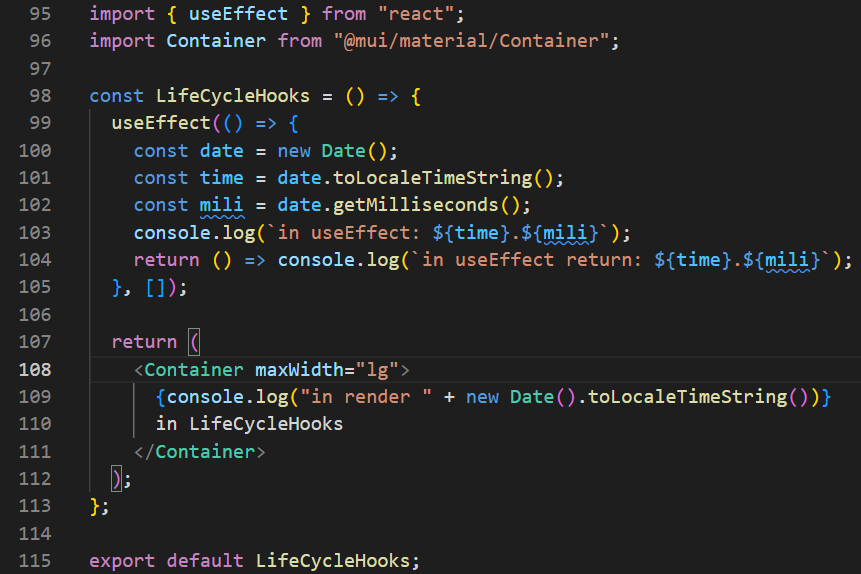 95 import { useEffect } from "react";
96 import Container from "@mui/material/Container";
97
98 const LifeCycleHooks = () => {
99 useEffect(() => {
100 const date = new Date();
101 const time = date.toLocaleTimeString();
102 const mili = date.getMilliseconds();
103 console.log(`in useEffect: ${time}.${mili}`);
104 return () => console.log(`in useEffect return: ${time}.${mili}`);
105 }, []);
106
107 return (
108 <Container maxWidth="lg">
109 {console.log("in render " + new Date().toLocaleTimeString())}
110 in LifeCycleHooks
111 </Container>
112 );
113 };
114
115 export default LifeCycleHooks;